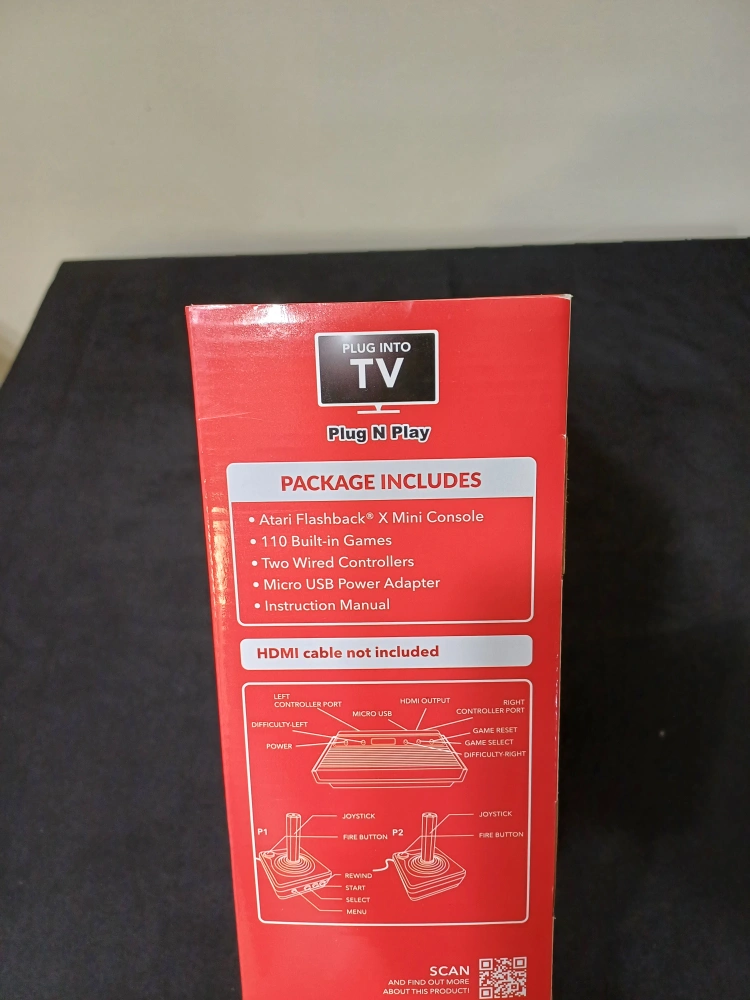 PLUG INTO
TV
Plug N Play
PACKAGE INCLUDES
• Atari Flashback® X Mini Console
• 110 Built-in Games
• Two Wired Controllers
• Micro USB Power Adapter
• Instruction Manual
HDMI cable not included
LEFT
CONTROLLER PORT
MICRO USB
HDMI OUTPUT
RIGHT
CONTROLLER PORT
DIFFICULTY-LEFT
GAME RESET
POWER
GAME SELECT
DIFFICULTY-RIGHT
P1
JOYSTICK
FIRE BUTTON
REWIND
START
SELECT
MENU
P2
JOYSTICK
FIRE BUTTON
SCAN
AND FIND OUT MORE
ABOUT THIS PRODUCT!